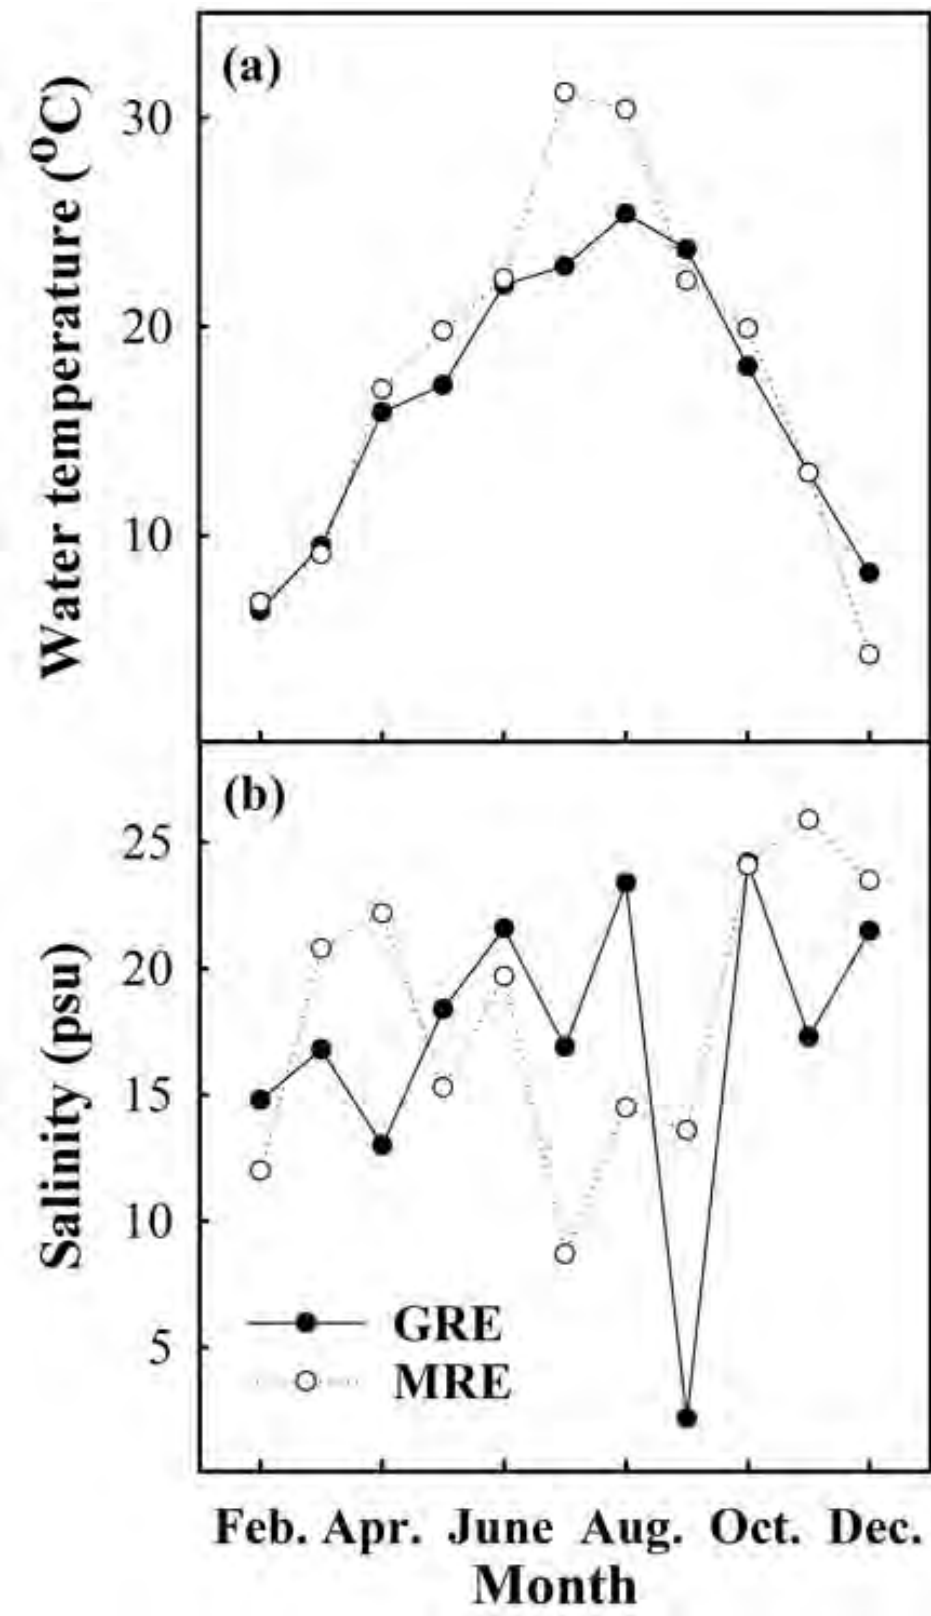 (a)
Water temperature (°C)
30
20
10
(b)
Salinity (psu)
25
20
15
10
5
GRE
MRE
Feb. Apr. June Aug. Oct. Dec.
Month